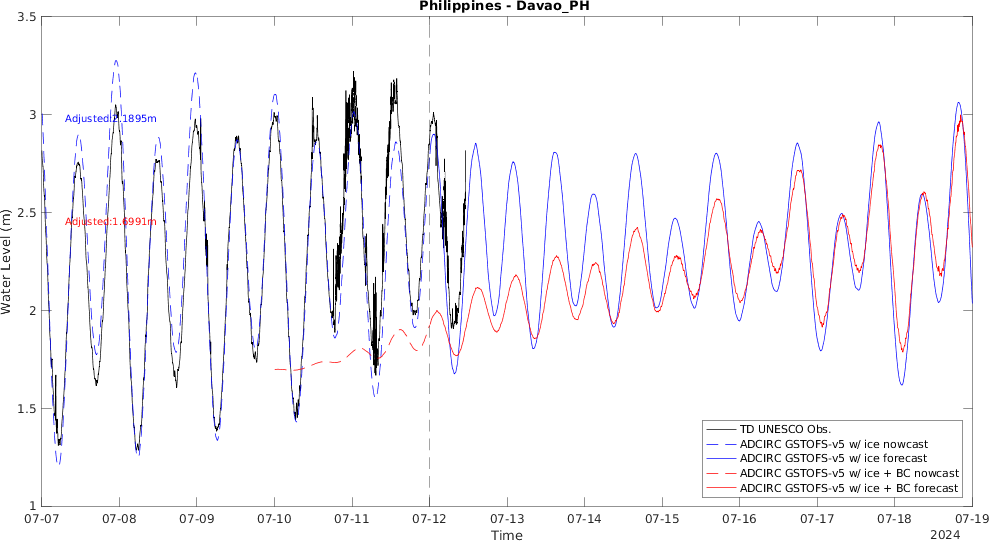 Philippines - Davao_PH
3.5
3
2.5
2
1.5
1
Water Level (m)
Adjusted:2.1895m
Adjusted:1.6991m
TD UNESCO Obs.
ADCIRC GSTOFS-v5 w/ ice nowcast
ADCIRC GSTOFS-v5 w/ ice forecast
ADCIRC GSTOFS-v5 w/ ice + BC nowcast
ADCIRC GSTOFS-v5 w/ ice + BC forecast
07-07 07-08 07-09 07-10 07-11 07-12 07-13 07-14 07-15 07-16 07-17 07-18 07-19
Time
2024